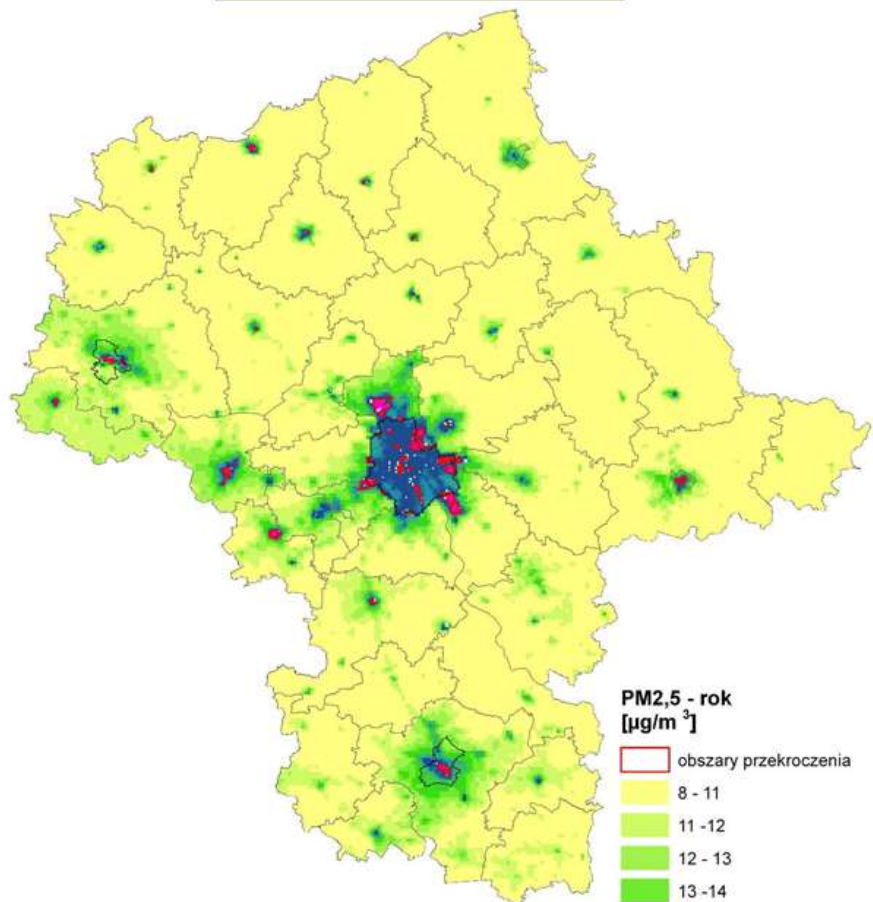 PM2,5 - rok
[µg/m ³]
obszary przekroczenia
8 - 11
11 -12
12 - 13
13 -14